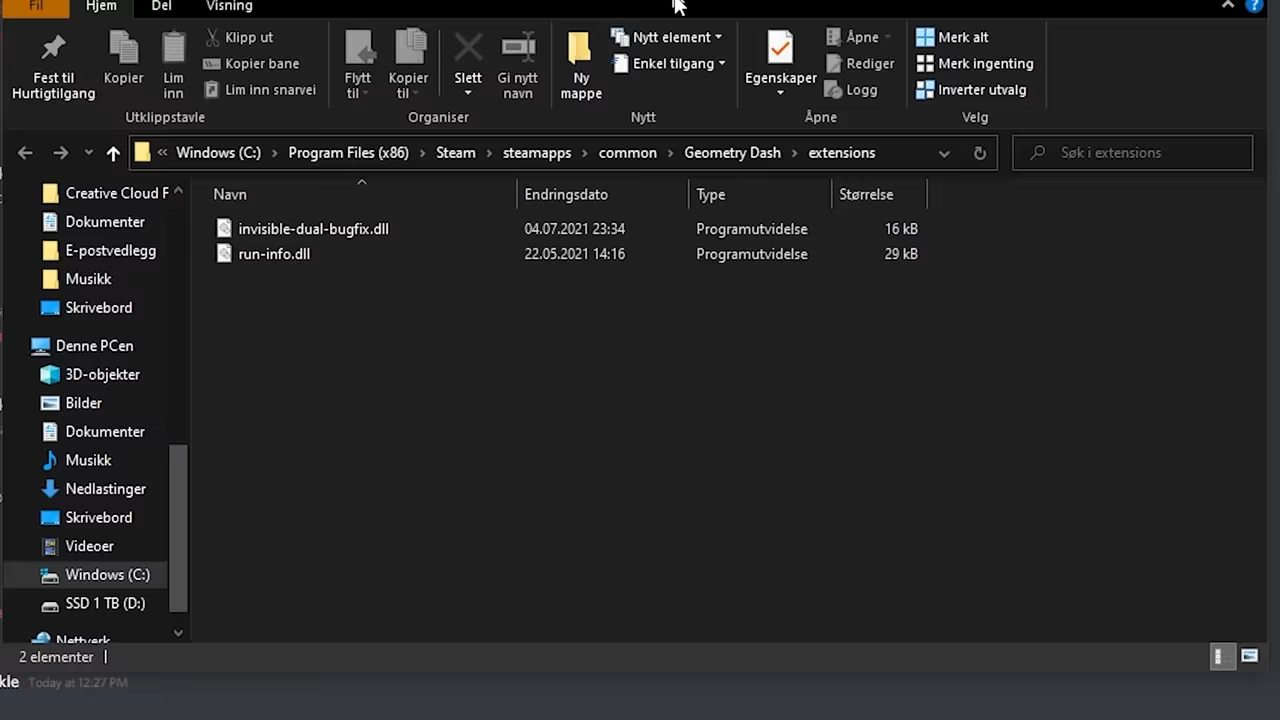 Fil Hjem Del Visning
Fest til Hurtigtilgang
Kopier
Lim inn
Klipp ut
Kopier bane
Lim inn snarvei
Utklippstavle
Flytt til
Kopier til
Slett
Gi nytt navn
Organiser
Ny mappe
Nytt element
Enkel tilgang
Nytt
Egenskaper
Åpne
Rediger
Logg
Åpne
Merk alt
Merk ingenting
Inverter utvalg
Velg
« Windows (C:) › Program Files (x86) › Steam › steamapps › common › Geometry Dash › extensions
Søk i extensions
Creative Cloud F
Dokumenter
E-postvedlegg
Musikk
Skrivebord
Denne PCen
3D-objekter
Bilder
Dokumenter
Musikk
Nedlastinger
Skrivebord
Videoer
Windows (C:)
SSD 1 TB (D:)
Nettverk
Navn Endringsdato Type Størrelse
invisible-dual-bugfix.dll 04.07.2021 23:34 Programutvidelse 16 kB
run-info.dll 22.05.2021 14:16 Programutvidelse 29 kB
2 elementer
kle Today at 12:27 PM